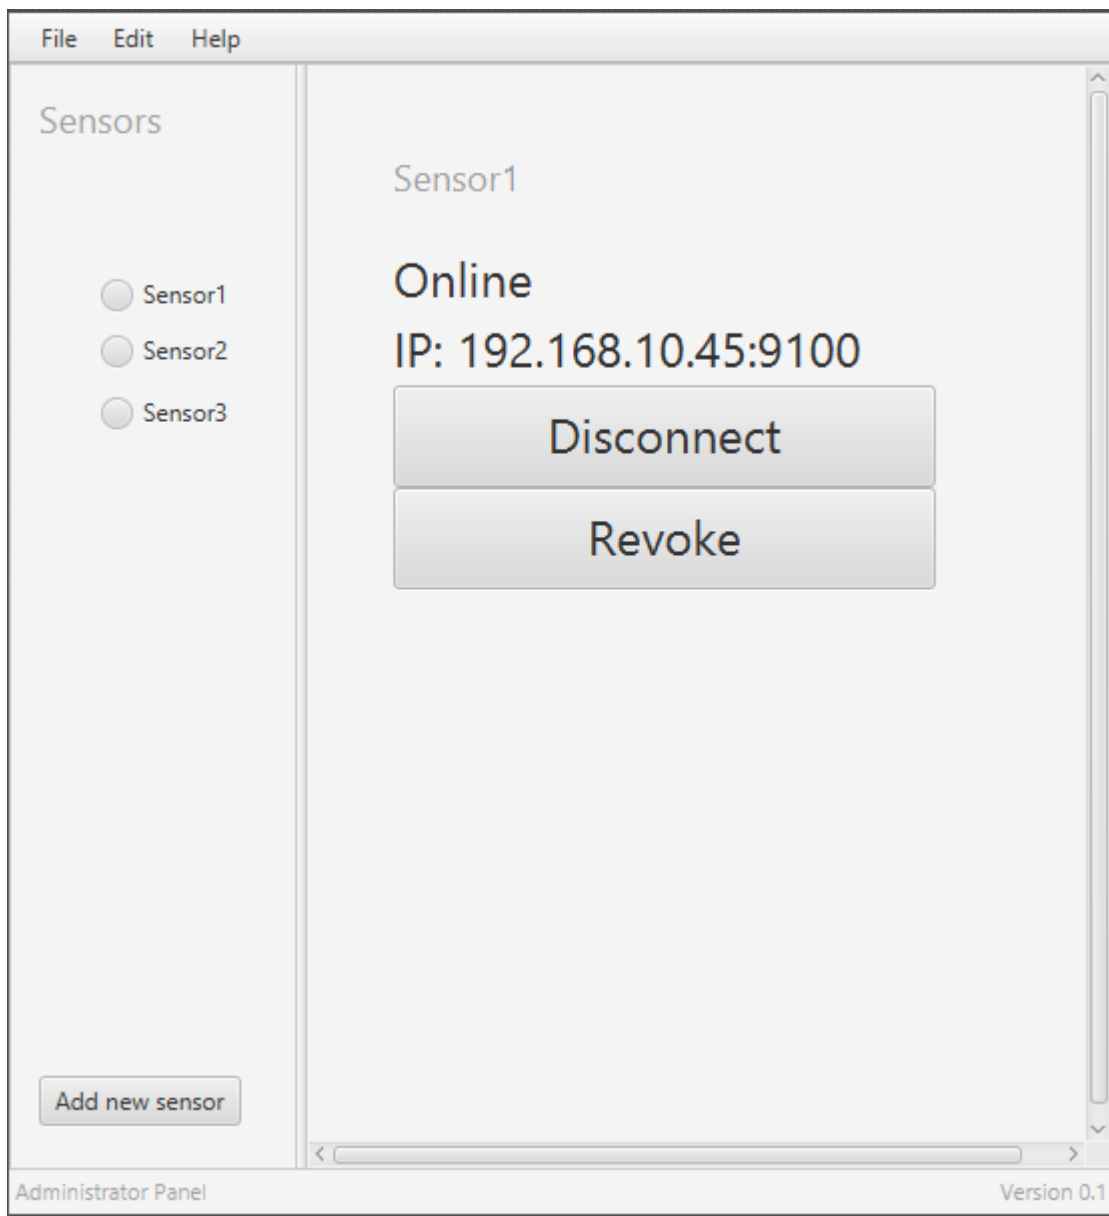 File Edit Help
Sensors
Sensor1
Sensor2
Sensor3
Add new sensor
Sensor1
Online
IP: 192.168.10.45:9100
Disconnect
Revoke
Administrator Panel
Version 0.1